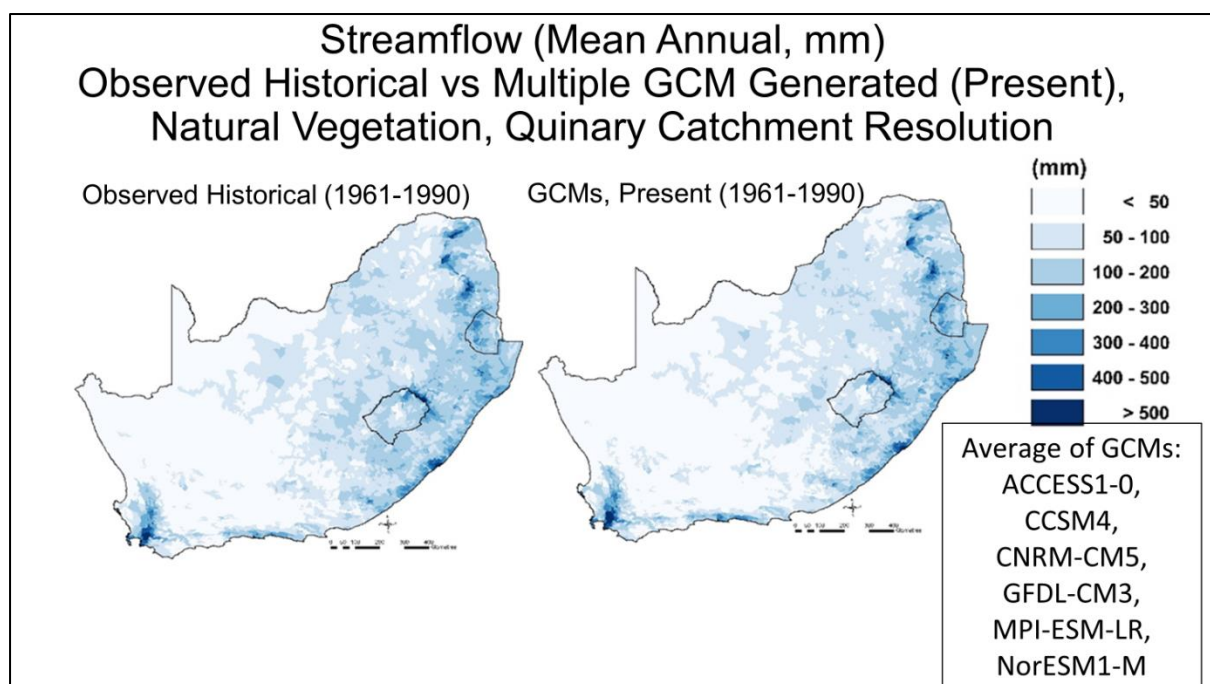 Streamflow (Mean Annual, mm)
Observed Historical vs Multiple GCM Generated (Present),
Natural Vegetation, Quinary Catchment Resolution
Observed Historical (1961-1990)
GCMs, Present (1961-1990)
(mm)
< 50
50 - 100
100 - 200
200 - 300
300 - 400
400 - 500
> 500
Average of GCMs:
ACCESS1-0,
CCSM4,
CNRM-CM5,
GFDL-CM3,
MPI-ESM-LR,
NorESM1-M